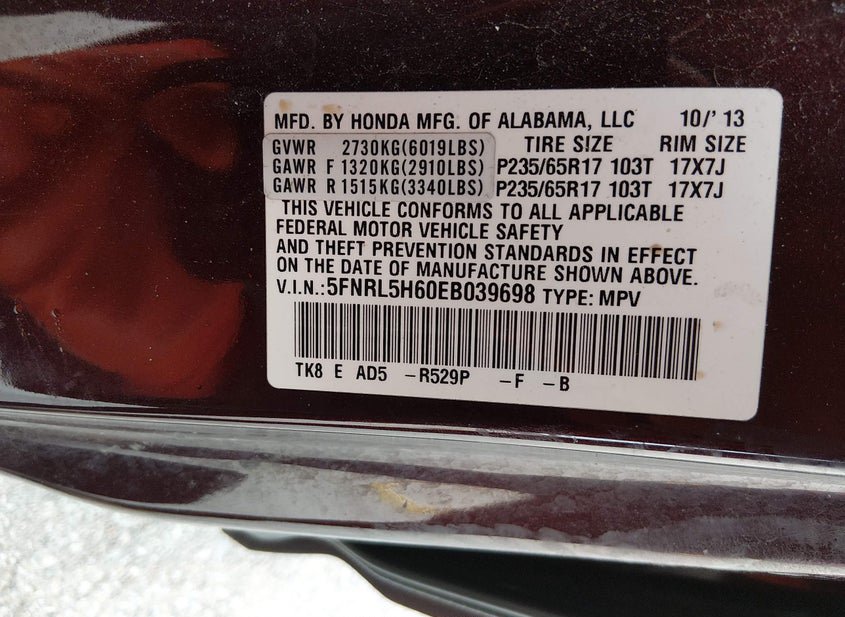 MFD. BY HONDA MFG. OF ALABAMA, LLC 10/' 13
GVWR 2730KG(6019LBS) TIRE SIZE RIM SIZE
GAWR F 1320KG(2910LBS) P235/65R17 103T 17X7J
GAWR R 1515KG(3340LBS) P235/65R17 103T 17X7J
THIS VEHICLE CONFORMS TO ALL APPLICABLE
FEDERAL MOTOR VEHICLE SAFETY
AND THEFT PREVENTION STANDARDS IN EFFECT
ON THE DATE OF MANUFACTURE SHOWN ABOVE.
V.I.N.:5FNRL5H60EB039698 TYPE: MPV
TK8 E AD5 -R529P -F -B